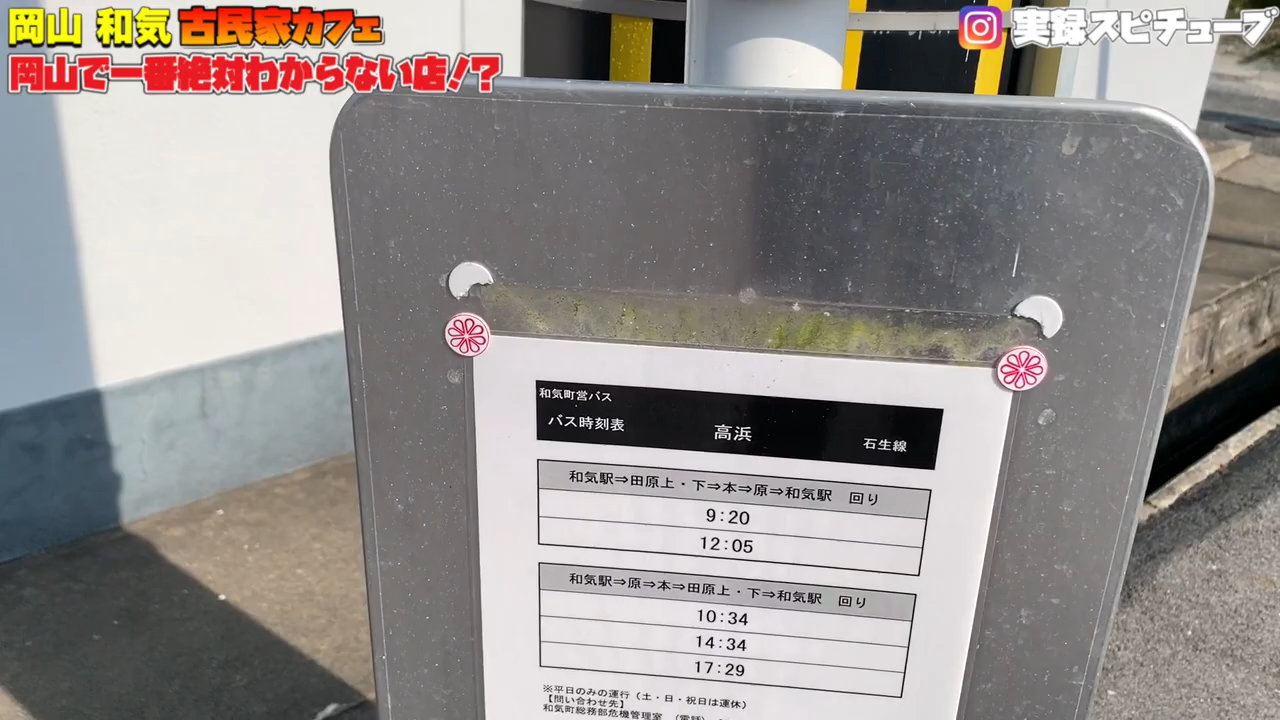 岡山 和気 古民家カフェ
岡山で一番絶対わからない店!?
実録スピチューブ
和気町営バス
バス時刻表 高浜 石生線
和気駅⇒田原上・下⇒本⇒原⇒和気駅 回り
9:20
12:05
和気駅⇒原⇒本⇒田原上・下⇒和気駅 回り
10:34
14:34
17:29
※平日のみの運行(土・日・祝日は運休)
【問い合わせ先】
和気町総務部危機管理室 (電話)